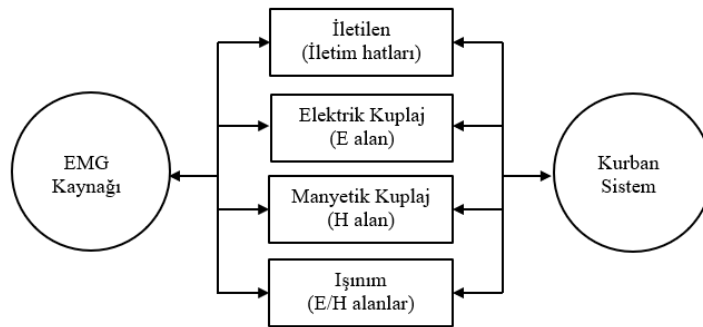 İletilen
(İletim hatları)
Elektrik Kuplaj
(E alan)
EMG
Kaynağı
Kurban
Sistem
Manyetik Kuplaj
(H alan)
Işınım
(E/H alanlar)